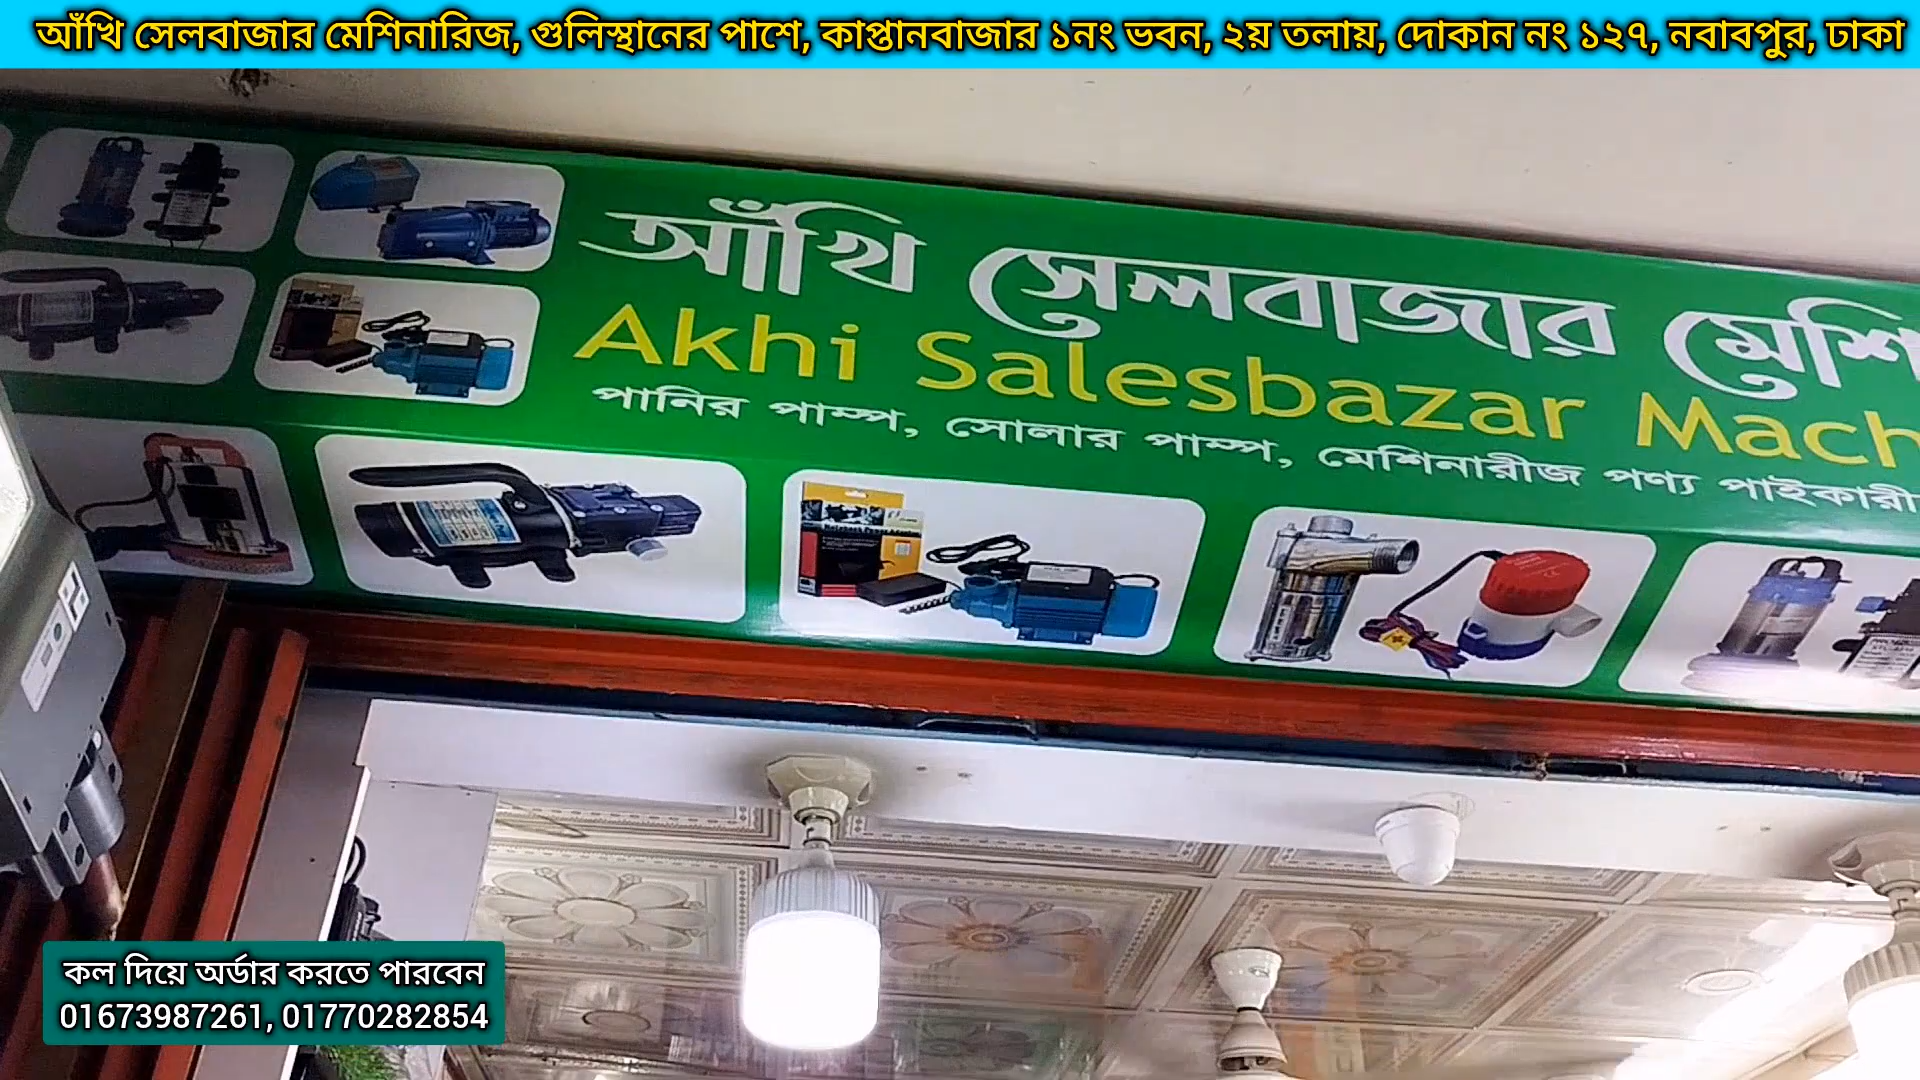 আঁখি সেলবাজার মেশিনারিজ, গুলিস্থানের পাশে, কাপ্তানবাজার ১নং ভবন, ২য় তলায়, দোকান নং ১২৭, নবাবপুর, ঢাকা
আঁখি সেলবাজার মেশি
Akhi Salesbazar Mach
পানির পাম্প, সোলার পাম্প, মেশিনারীজ পণ্য পাইকারী
কল দিয়ে অর্ডার করতে পারবেন
01673987261, 01770282854